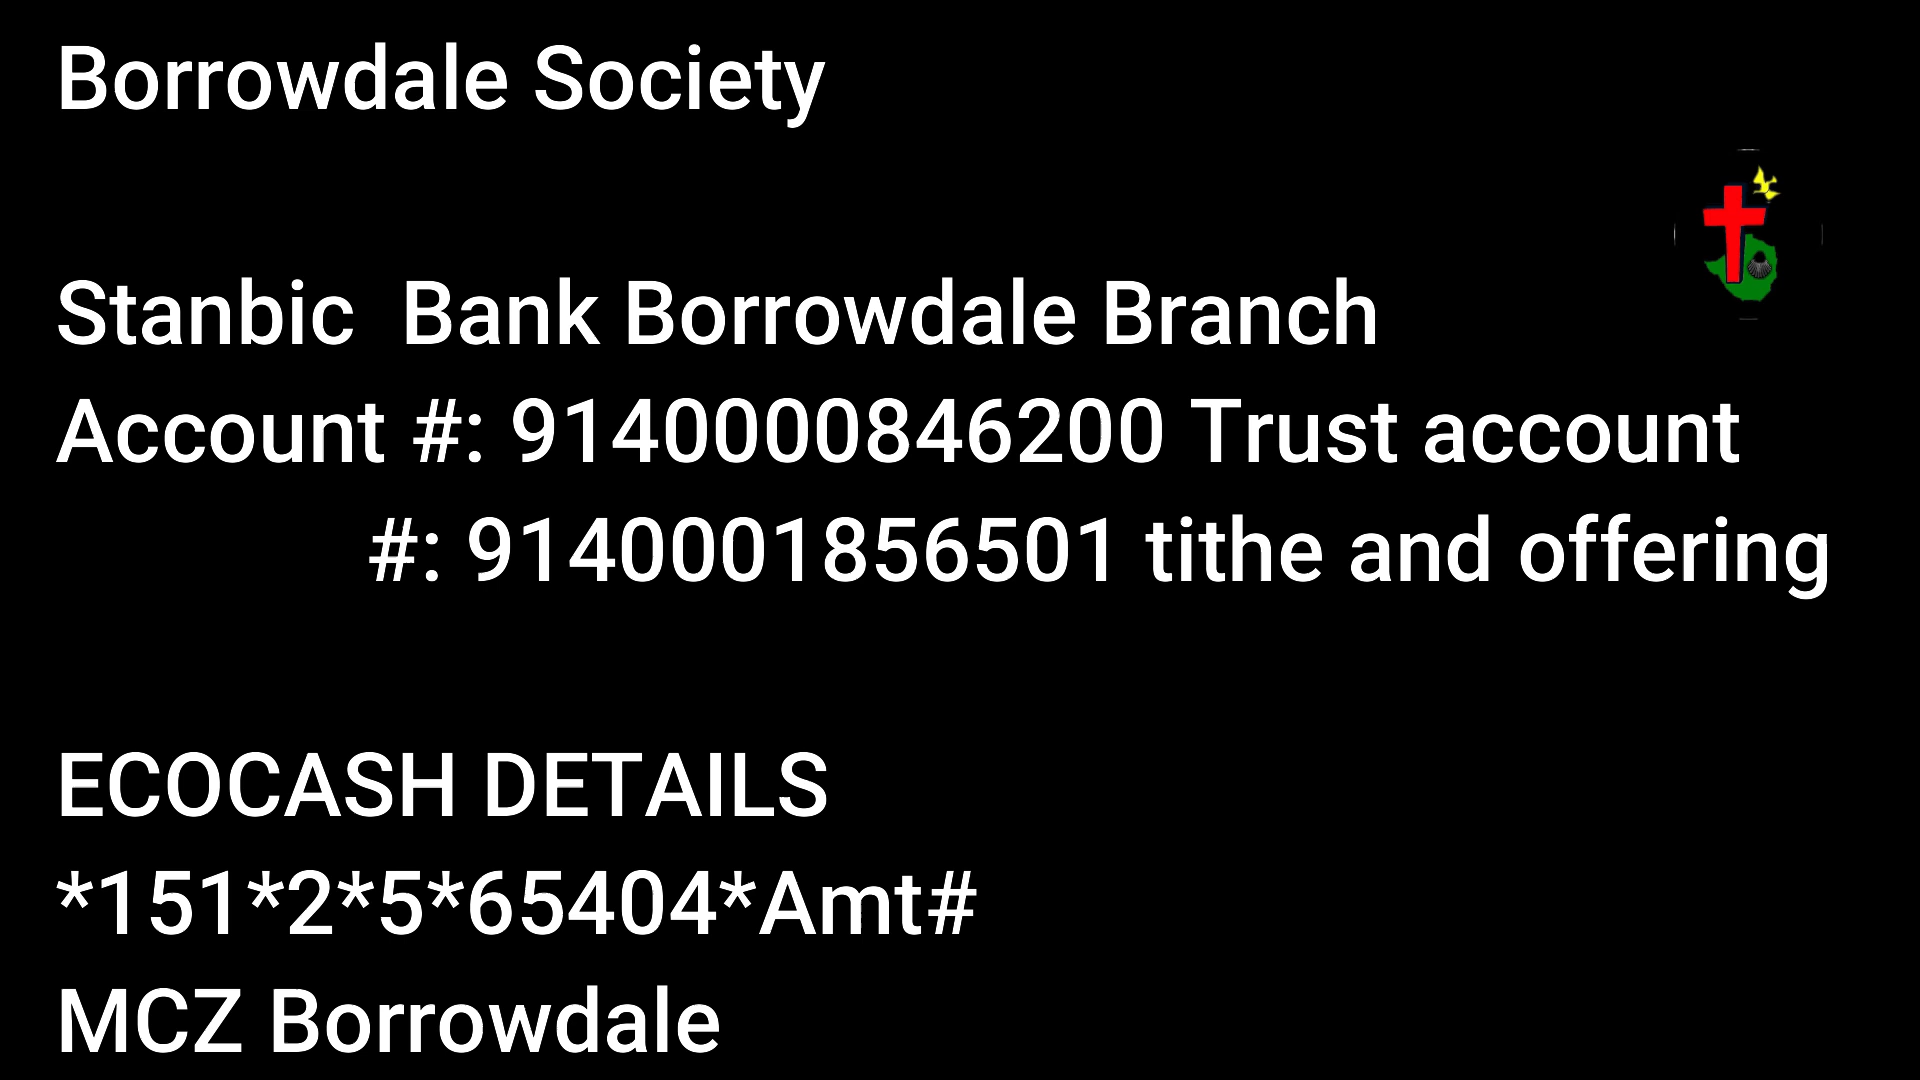 Borrowdale Society
Stanbic  Bank Borrowdale Branch
Account #: 9140000846200 Trust account
#: 9140001856501 tithe and offering
ECOCASH DETAILS
*151*2*5*65404*Amt#
MCZ Borrowdale